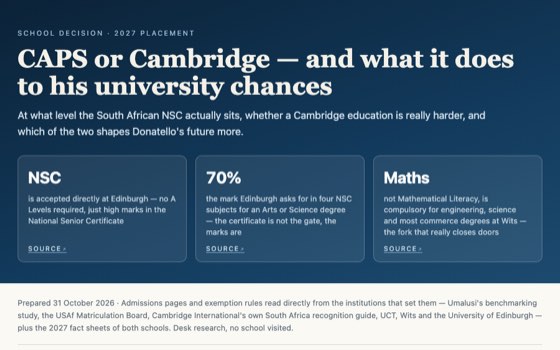 SCHOOL DECISION · 2027 PLACEMENT
CAPS or Cambridge — and what it does
to his university chances
At what level the South African NSC actually sits, whether a Cambridge education is really harder, and
which of the two shapes Donatello's future more.
NSC
is accepted directly at Edinburgh — no A
Levels required, just high marks in the
National Senior Certificate
SOURCE ›
70%
the mark Edinburgh asks for in four NSC
subjects for an Arts or Science degree
— the certificate is not the gate, the
marks are
SOURCE ›
Maths
not Mathematical Literacy, is
compulsory for engineering, science
and most commerce degrees at Wits —
the fork that really closes doors
SOURCE ›
Prepared 31 October 2026 · Admissions pages and exemption rules read directly from the institutions that set them — Umalusi's benchmarking
study, the USAf Matriculation Board, Cambridge International's own South Africa recognition guide, UCT, Wits and the University of Edinburgh —
plus the 2027 fact sheets of both schools. Desk research, no school visited.